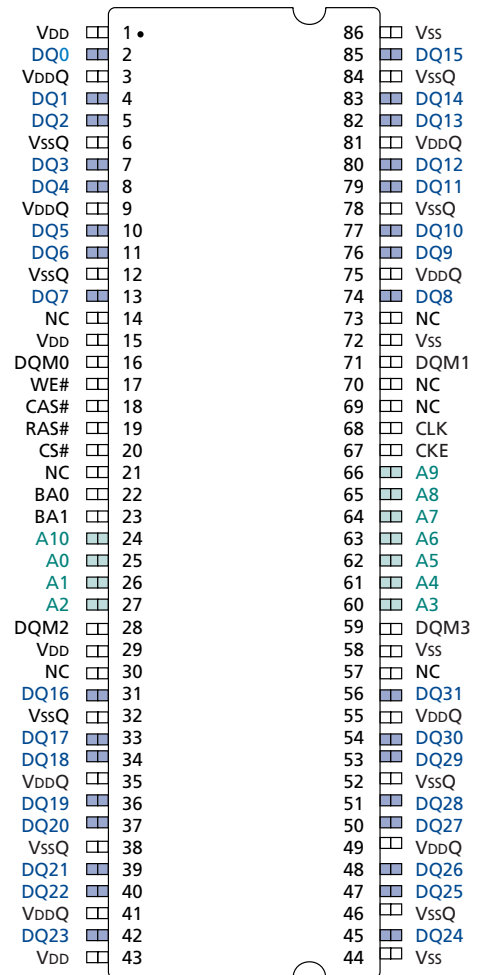 VDD 1 86 Vss
DQ0 2 85 DQ15
VDDQ 3 84 VssQ
DQ1 4 83 DQ14
DQ2 5 82 DQ13
VssQ 6 81 VDDQ
DQ3 7 80 DQ12
DQ4 8 79 DQ11
VDDQ 9 78 VssQ
DQ5 10 77 DQ10
DQ6 11 76 DQ9
VssQ 12 75 VDDQ
DQ7 13 74 DQ8
NC 14 73 NC
VDD 15 72 Vss
DQM0 16 71 DQM1
WE# 17 70 NC
CAS# 18 69 NC
RAS# 19 68 CLK
CS# 20 67 CKE
NC 21 66 A9
BA0 22 65 A8
BA1 23 64 A7
A10 24 63 A6
A0 25 62 A5
A1 26 61 A4
A2 27 60 A3
DQM2 28 59 DQM3
VDD 29 58 Vss
NC 30 57 NC
DQ16 31 56 DQ31
VssQ 32 55 VDDQ
DQ17 33 54 DQ30
DQ18 34 53 DQ29
VDDQ 35 52 VssQ
DQ19 36 51 DQ28
DQ20 37 50 DQ27
VssQ 38 49 VDDQ
DQ21 39 48 DQ26
DQ22 40 47 DQ25
VDDQ 41 46 VssQ
DQ23 42 45 DQ24
VDD 43 44 Vss